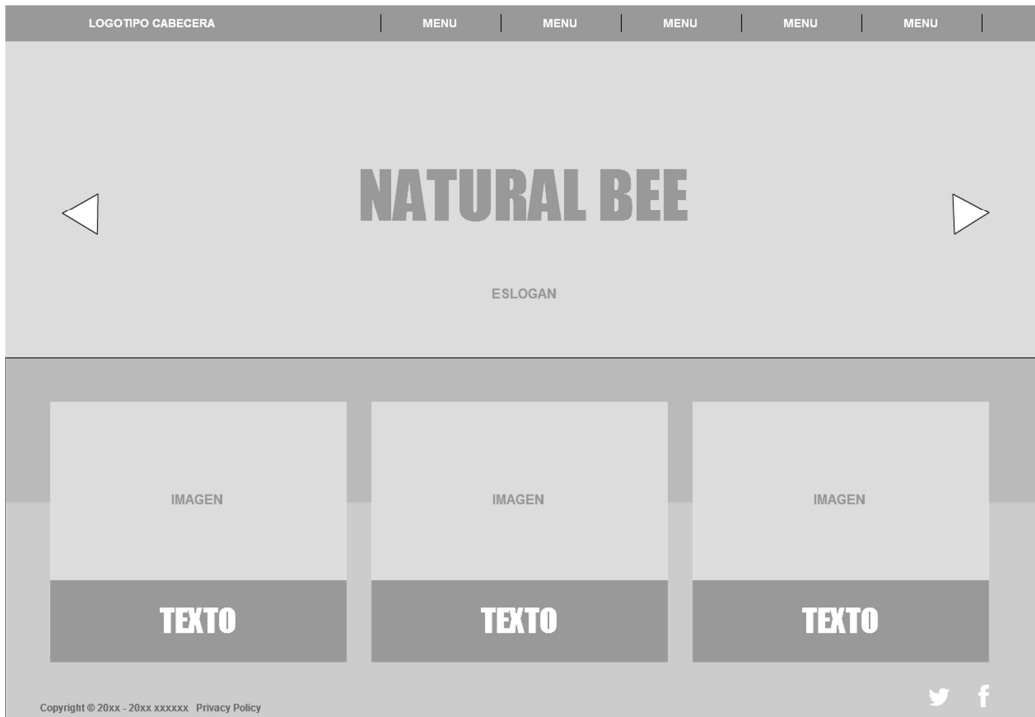 LOGOTIPO CABECERA MENU MENU MENU MENU MENU
NATURAL BEE
ESLOGAN
IMAGEN IMAGEN IMAGEN
TEXTO TEXTO TEXTO
Copyright © 20xx - 20xx xxxxxx Privacy Policy